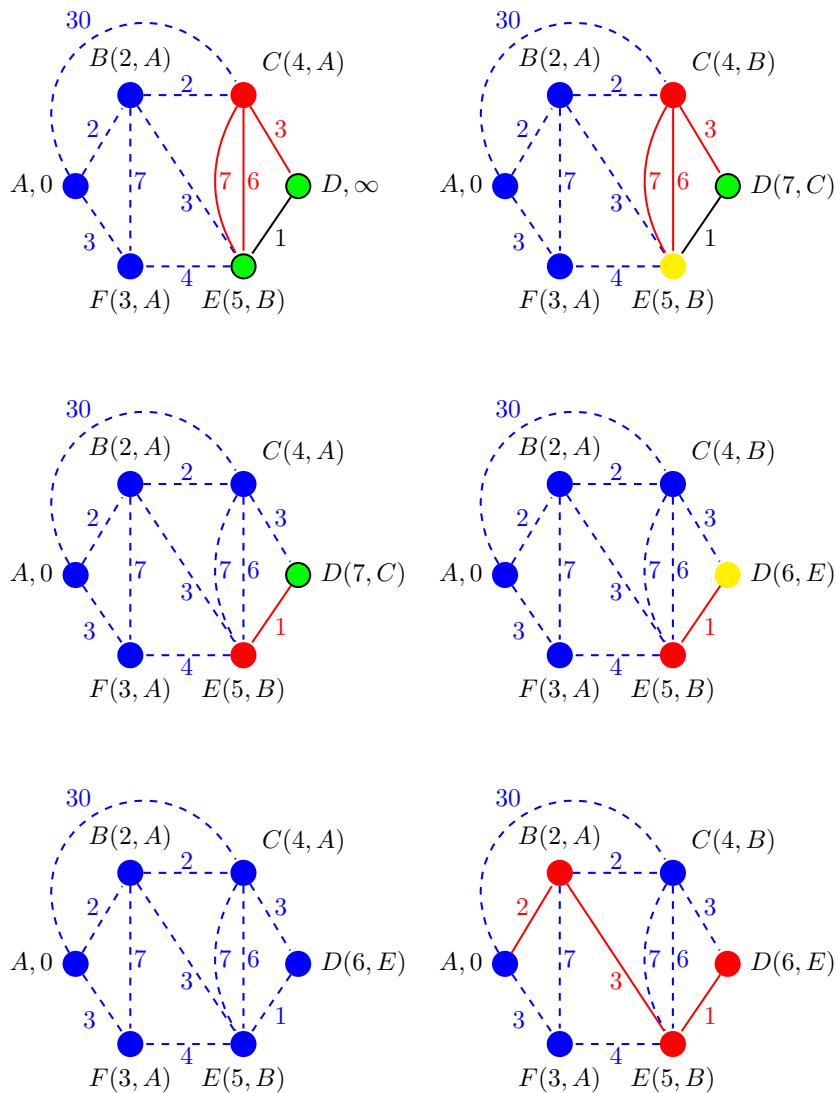 30 30
B(2, A) C(4, A) B(2, A) C(4, B)
2 2
2 3 2 3
A, 0 7 7 6 D, ∞ A, 0 7 7 6 D(7, C)
3 3
3 1 3 1
4 4
F(3, A) E(5, B) F(3, A) E(5, B)
30 30
B(2, A) C(4, A) B(2, A) C(4, B)
2 2
2 3 2 3
A, 0 7 7 6 D(7, C) A, 0 7 7 6 D(6, E)
3 3
3 1 3 1
4 4
F(3, A) E(5, B) F(3, A) E(5, B)
30 30
B(2, A) C(4, A) B(2, A) C(4, B)
2 2
2 3 2 3
A, 0 7 7 6 D(6, E) A, 0 7 7 6 D(6, E)
3 3
3 1 3 1
4 4
F(3, A) E(5, B) F(3, A) E(5, B)